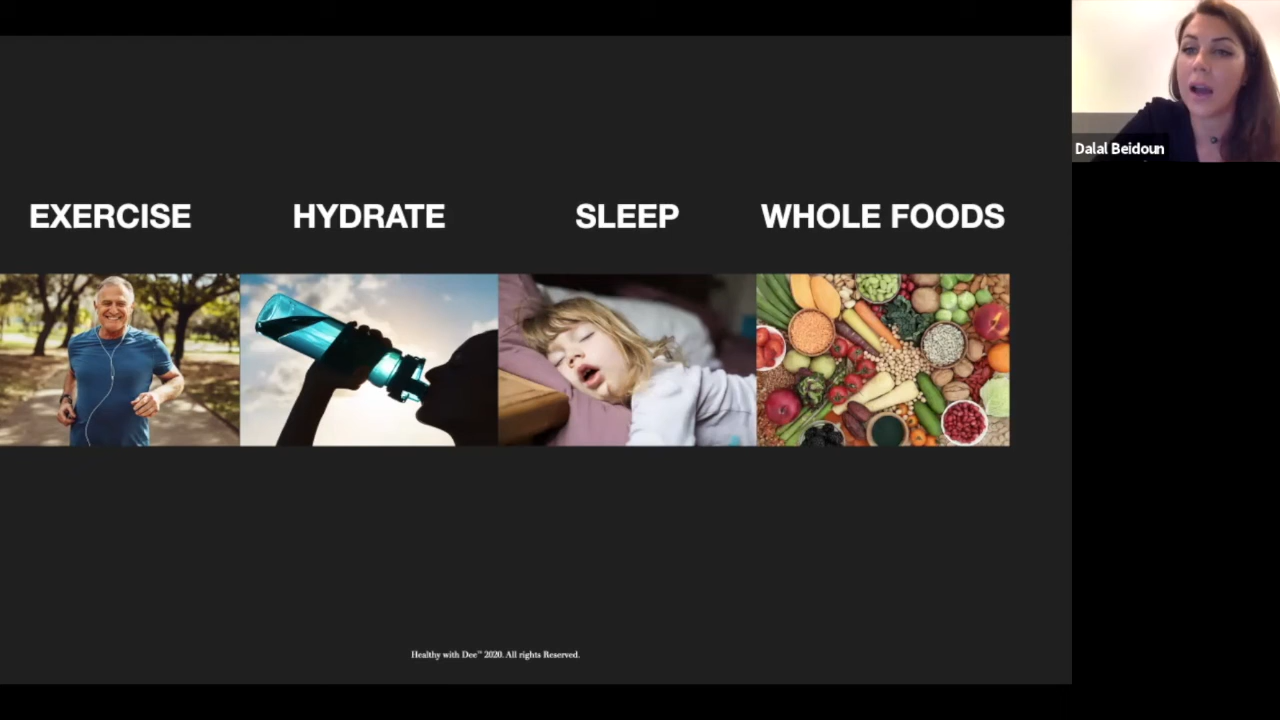 EXERCISE HYDRATE SLEEP WHOLE FOODS
Dalal Beidoun
Healthy with Dee™ 2020. All rights Reserved.